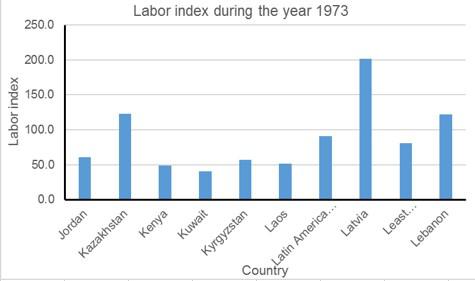 Labor index during the year 1973
250.0
200.0
150.0
100.0
50.0
0.0
Labor index
Jordan
Kazakhstan
Kenya
Kuwait
Kyrgyzstan
Laos
Latin America...
Latvia
Least...
Lebanon
Country